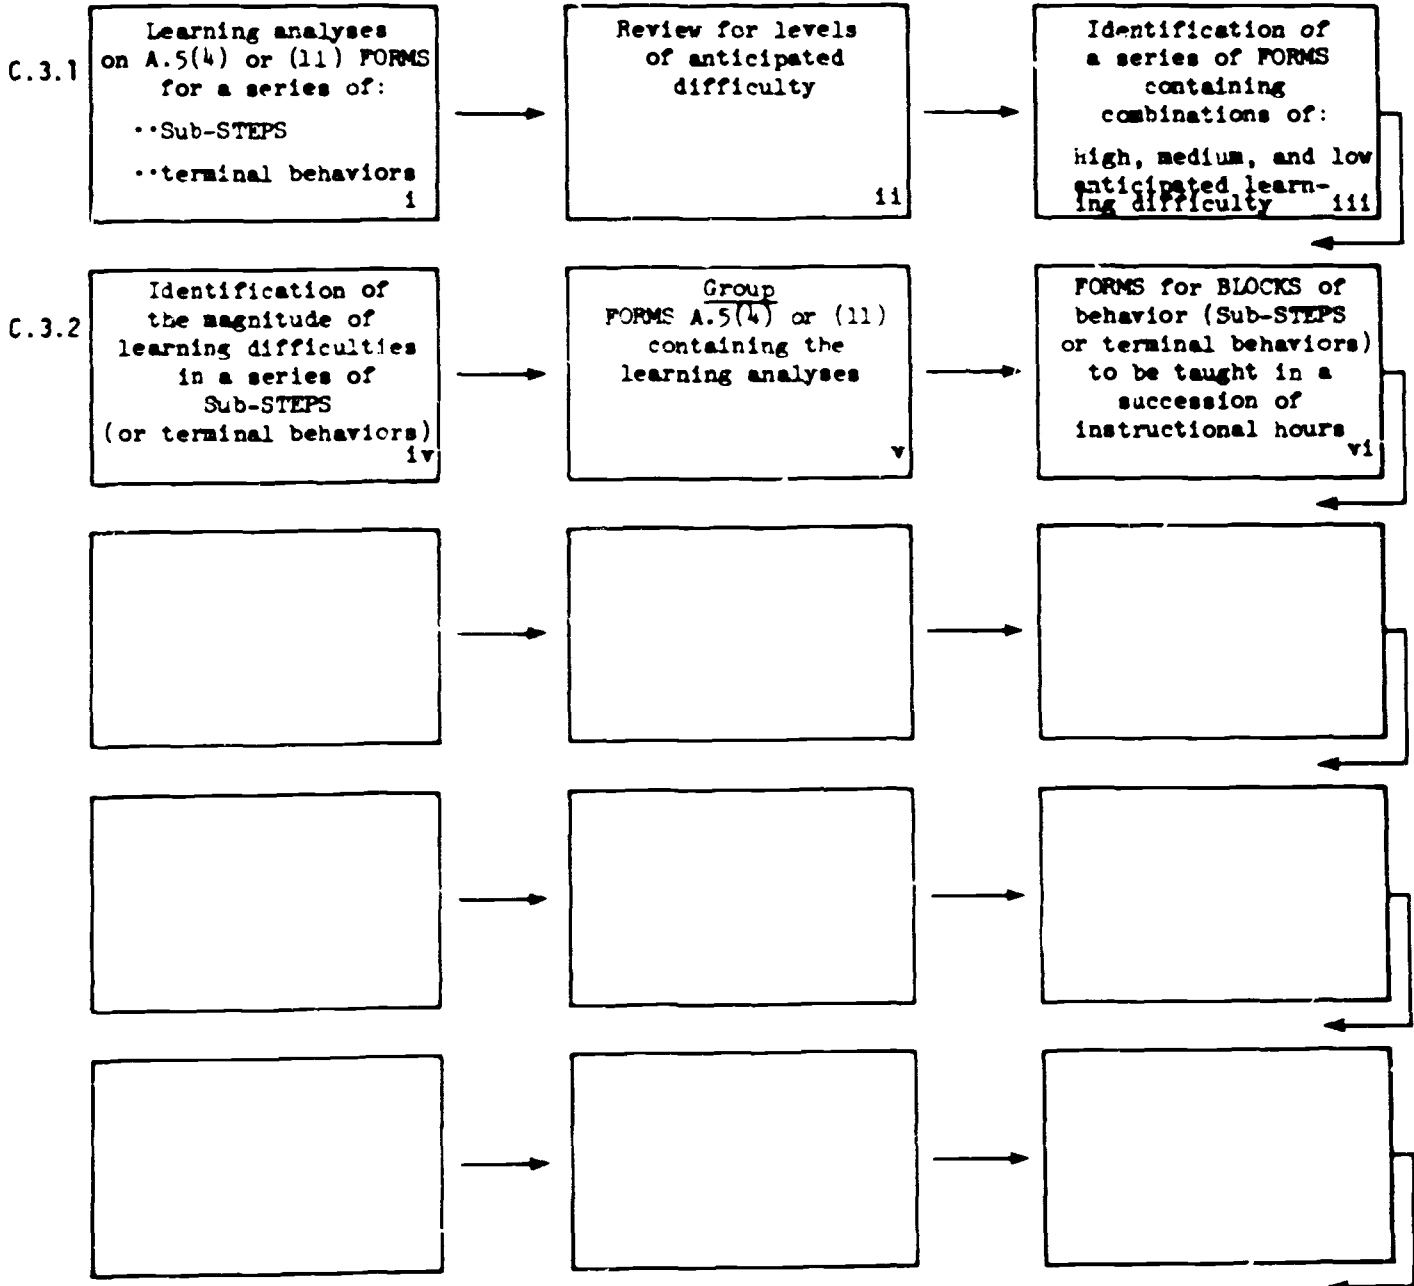 C.3.1
Learning analyses
on A.5(4) or (11) FORMS
for a series of:
··Sub-STEPS
··terminal behaviors
i
Review for levels
of anticipated
difficulty
ii
Identification of
a series of FORMS
containing
combinations of:
High, medium, and low
anticipated learn-
ing difficulty iii
C.3.2
Identification of
the magnitude of
learning difficulties
in a series of
Sub-STEPS
(or terminal behaviors)
iv
Group
FORMS A.5(4) or (11)
containing the
learning analyses
v
FORMS for BLOCKS of
behavior (Sub-STEPS
or terminal behaviors)
to be taught in a
succession of
instructional hours
vi